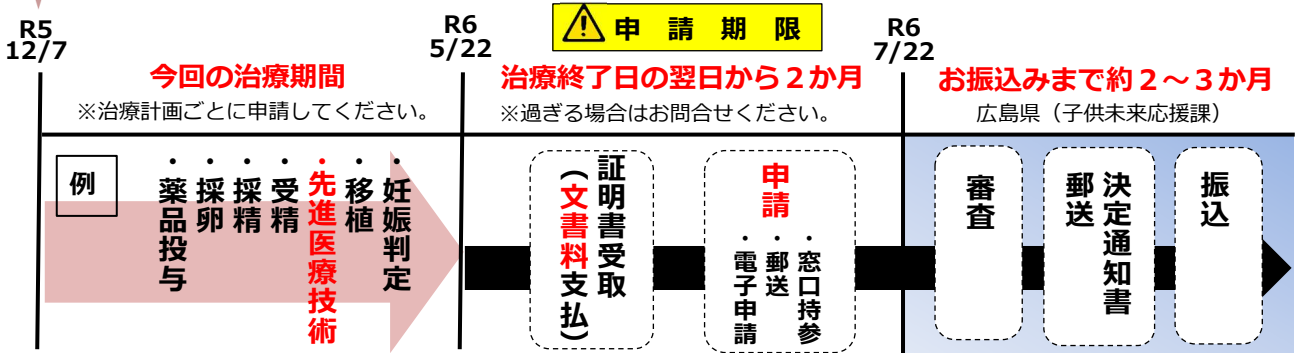 R5
12/7
R6
5/22
申請期限
R6
7/22
今回の治療期間
※治療計画ごとに申請してください。
治療終了日の翌日から２か月
※過ぎる場合はお問合せください。
お振込みまで約２～３か月
広島県（子供未来応援課）
例
・薬品投与
・採卵
・採精
・受精
・先進医療技術
・移植
・妊娠判定
証明書受取
（文書料支払）
申請
・窓口持参
・郵送
・電子申請
審査
決定通知書
郵送
振込